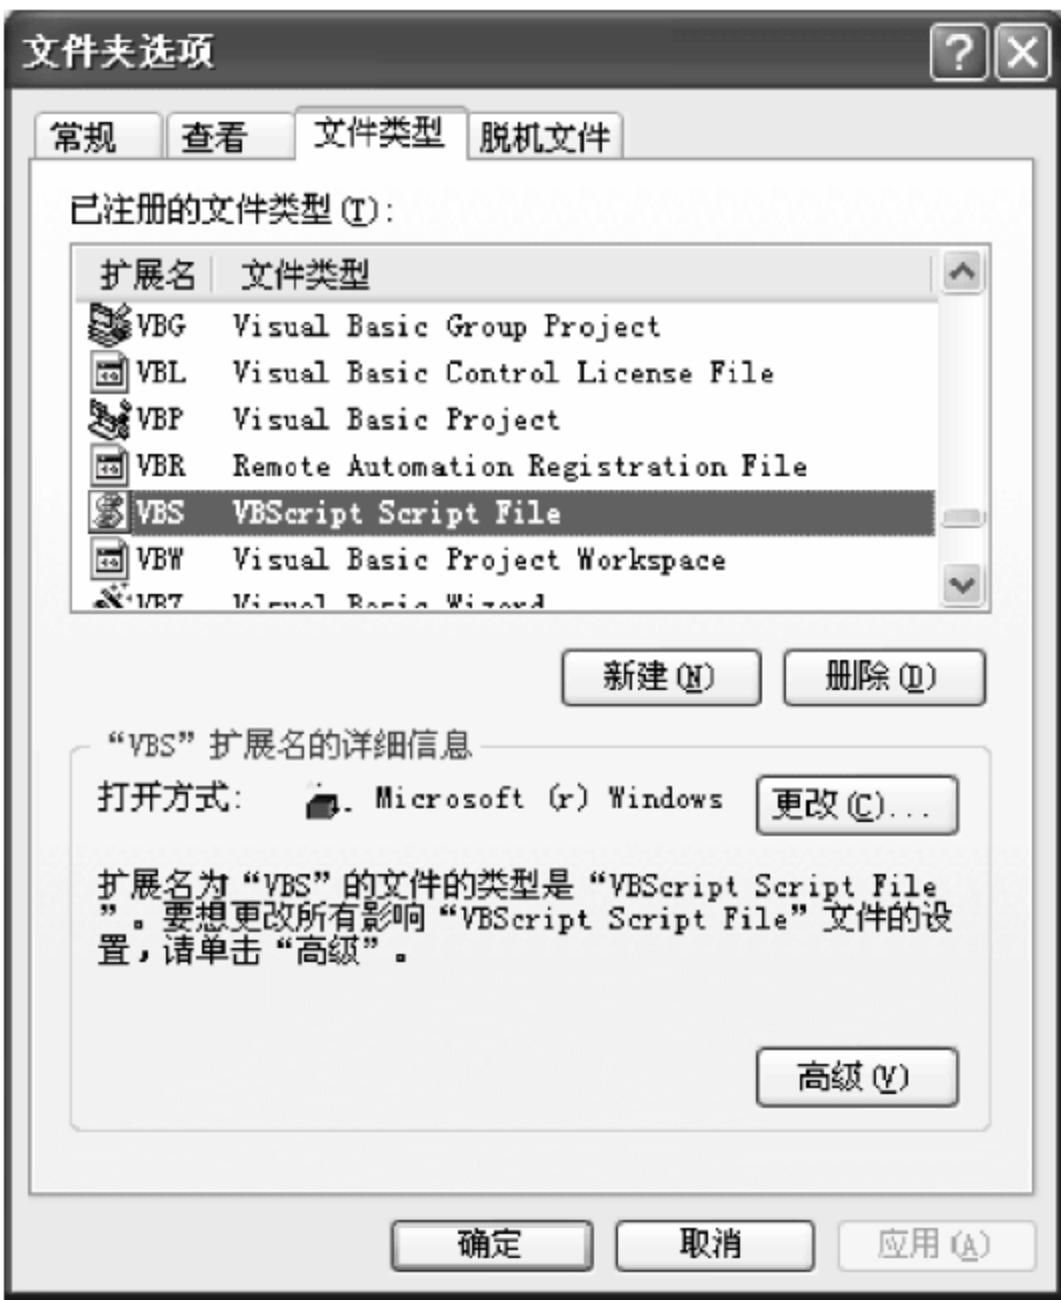 文件夹选项
常规 查看 文件类型 脱机文件
已注册的文件类型(T):
扩展名 文件类型
VBG Visual Basic Group Project
VBL Visual Basic Control License File
VBP Visual Basic Project
VBR Remote Automation Registration File
VBS VBScript Script File
VBW Visual Basic Project Workspace
VBZ Visual Basic Wizard
新建(N) 删除(D)
“VBS”扩展名的详细信息
打开方式: Microsoft (r) Windows 更改(C)...
扩展名为“VBS”的文件的类型是“VBScript Script File
”。要想更改所有影响“VBScript Script File”文件的设
置,请单击“高级”。
高级(V)
确定 取消 应用(A)